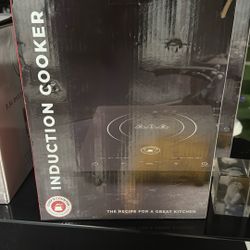 INDUCTION COOKER
THE RECIPE FOR A GREAT KITCHEN